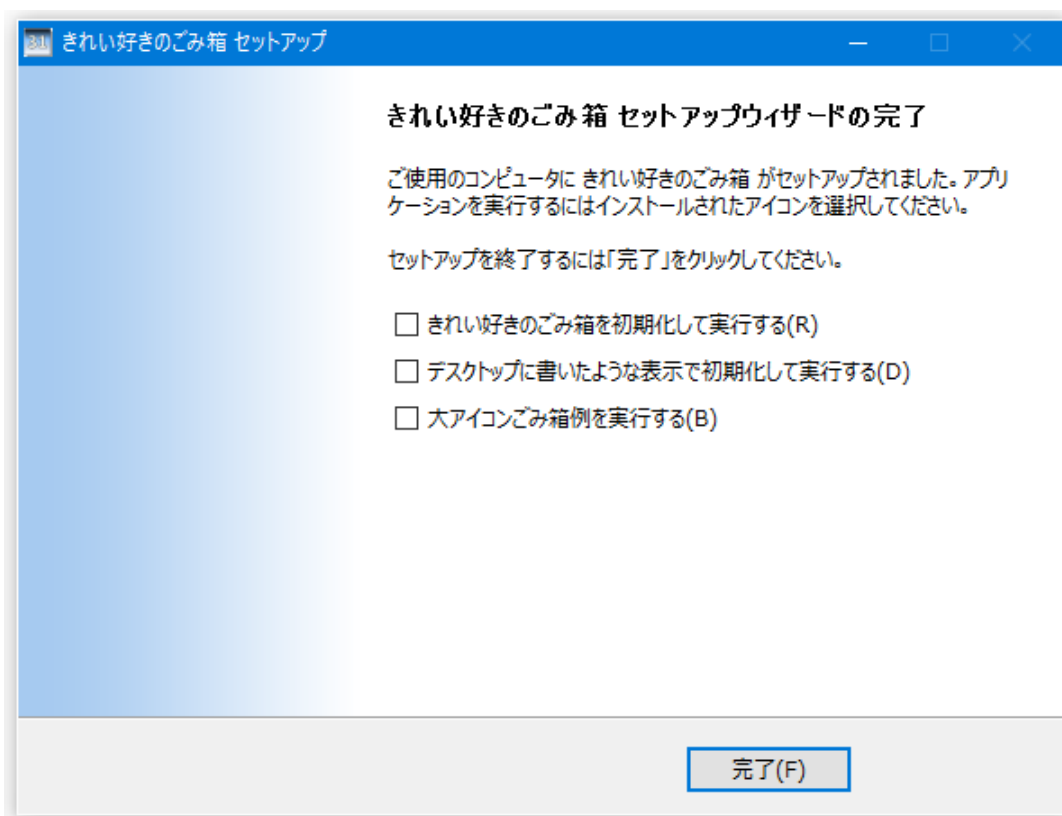 31 きれい好きのごみ箱 セットアップ
きれい好きのごみ箱 セットアップウィザードの完了
ご使用のコンピュータに きれい好きのごみ箱 がセットアップされました。アプリ
ケーションを実行するにはインストールされたアイコンを選択してください。
セットアップを終了するには「完了」をクリックしてください。
きれい好きのごみ箱を初期化して実行する(R)
デスクトップに書いたような表示で初期化して実行する(D)
大アイコンごみ箱例を実行する(B)
完了(F)